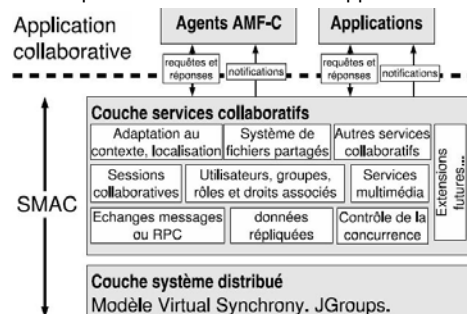 Application
collaborative
Agents AMF-C
Applications
requêtes et
réponses
notifications
requêtes et
réponses
notifications
SMAC
Couche services collaboratifs
Adaptation au
contexte, localisation
Système de
fichiers partagés
Autres services
collaboratifs
Sessions
collaboratives
Utilisateurs, groupes,
rôles et droits associés
Services
multimédia
Echanges messages
ou RPC
données
répliquées
Contrôle de la
concurrence
Extensions
futures...
Couche système distribué
Modèle Virtual Synchrony. JGroups.